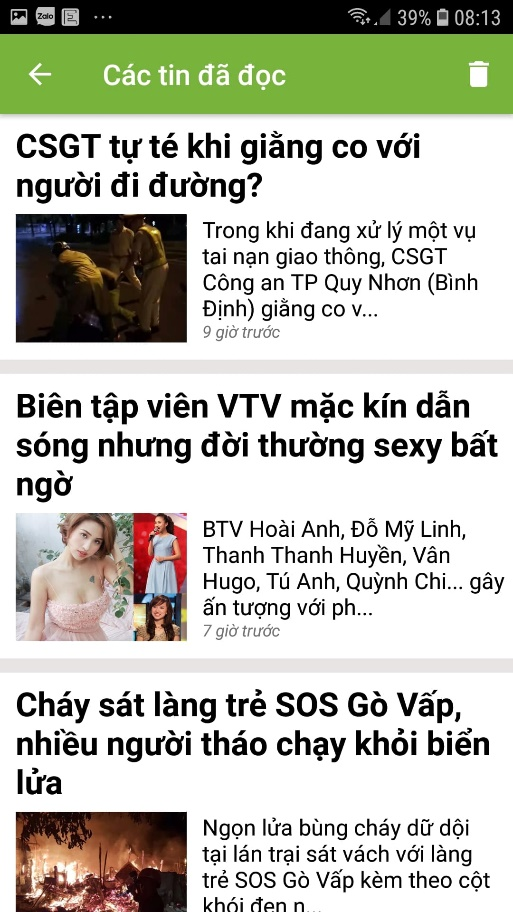 Zalo 39% 08:13
Các tin đã đọc
CSGT tự té khi giằng co với
người đi đường?
Trong khi đang xử lý một vụ
tai nạn giao thông, CSGT
Công an TP Quy Nhơn (Bình
Định) giằng co v...
9 giờ trước
Biên tập viên VTV mặc kín dẫn
sóng nhưng đời thường sexy bất
ngờ
BTV Hoài Anh, Đỗ Mỹ Linh,
Thanh Thanh Huyền, Vân
Hugo, Tú Anh, Quỳnh Chi... gây
ấn tượng với ph...
7 giờ trước
Cháy sát làng trẻ SOS Gò Vấp,
nhiều người tháo chạy khỏi biển
lửa
Ngọn lửa bùng cháy dữ dội
tại lán trại sát vách với làng
trẻ SOS Gò Vấp kèm theo cột
khói đen n...